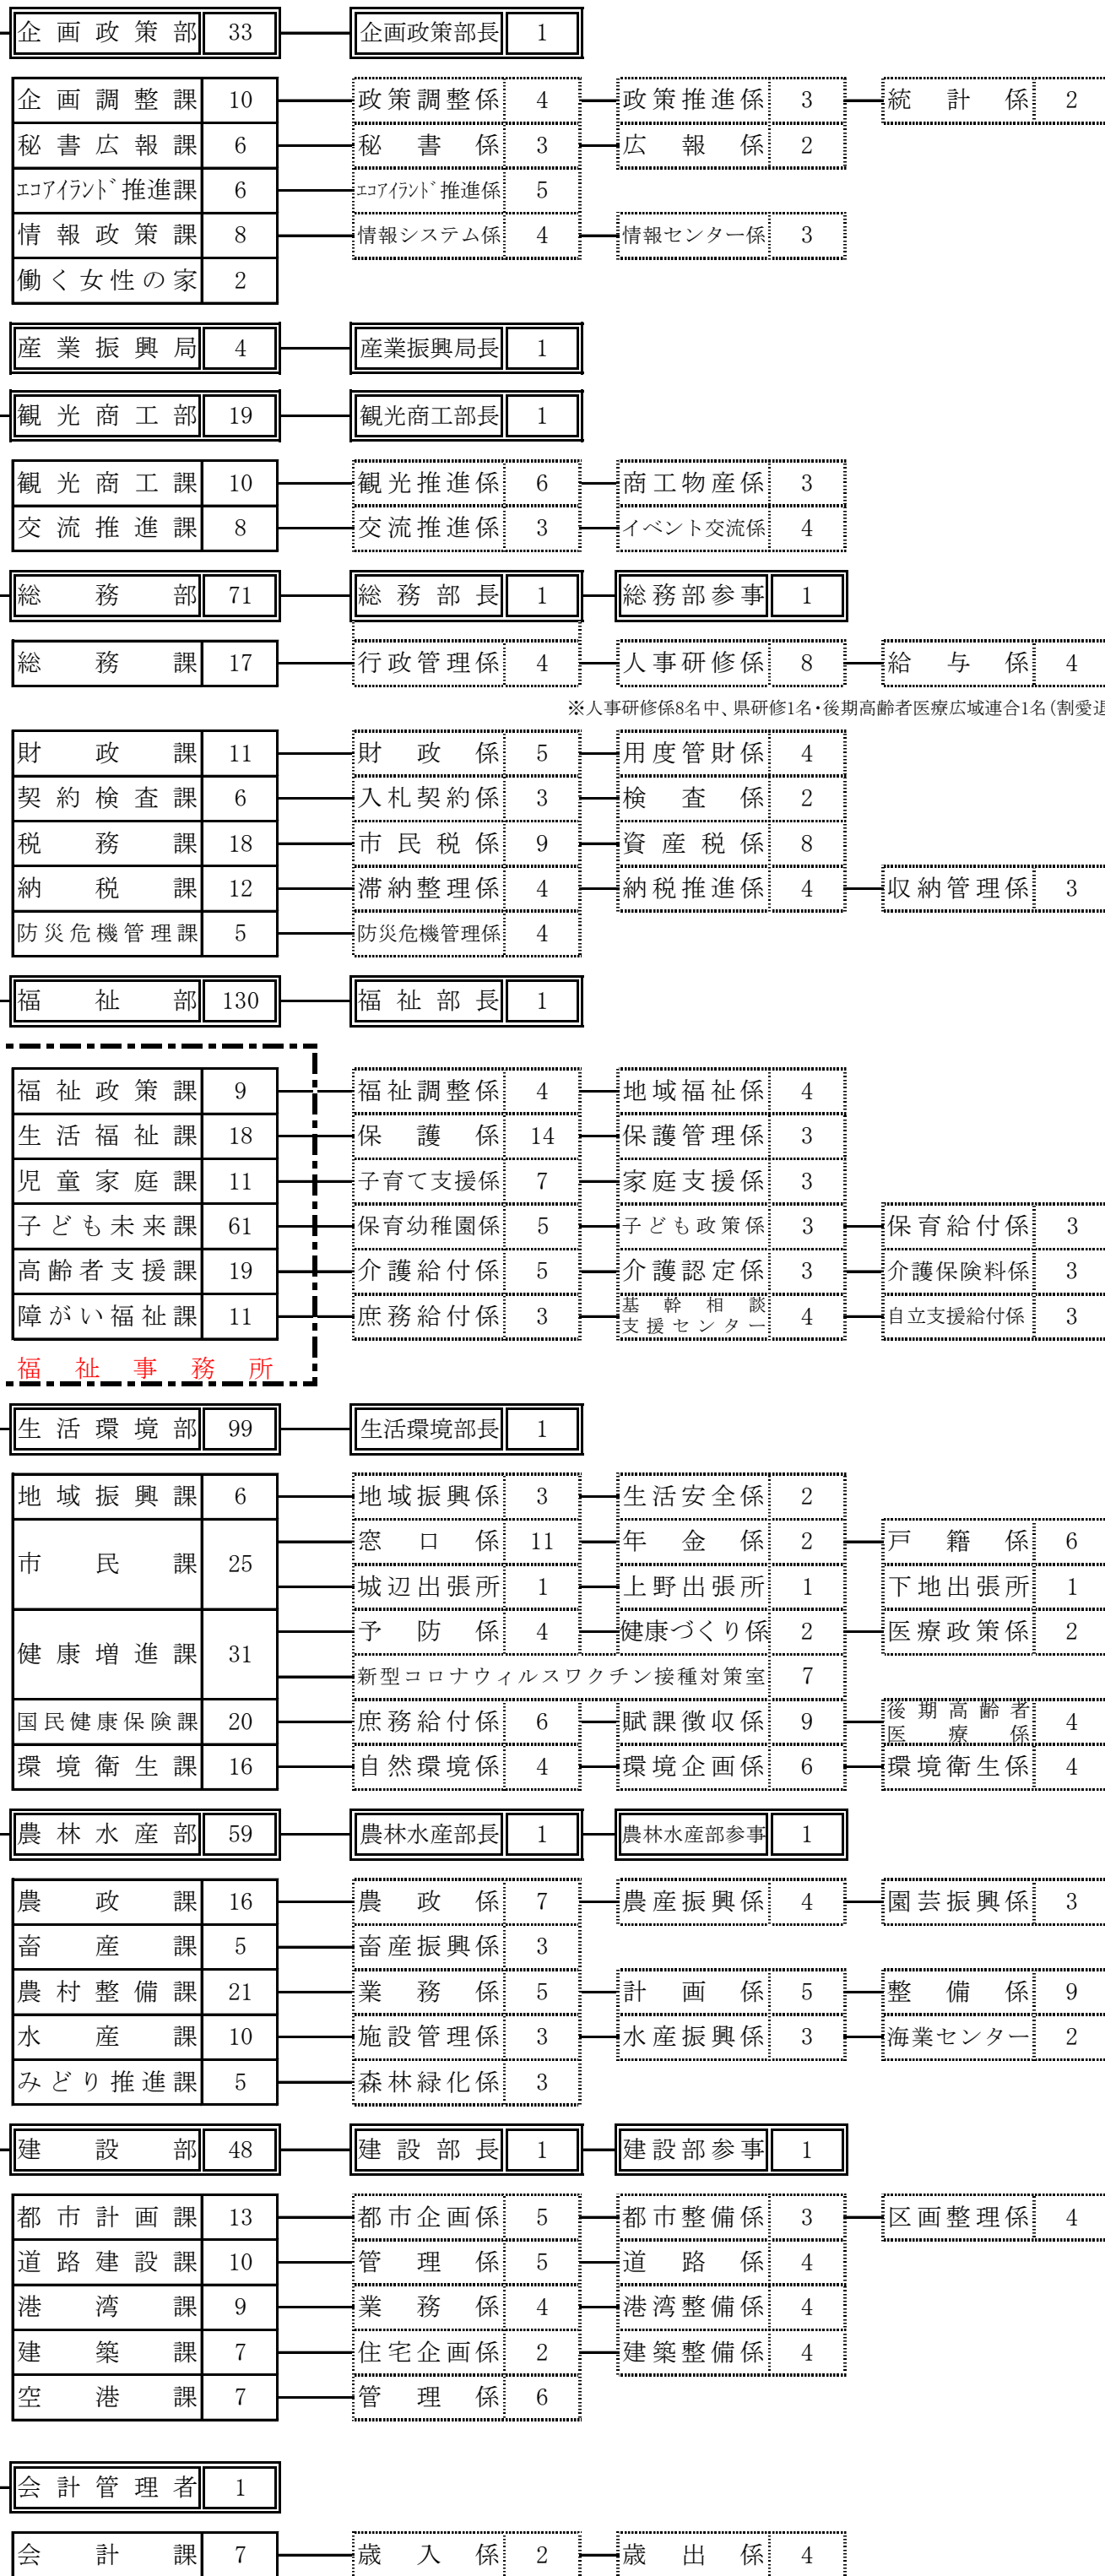 企画政策部 33 企画政策部長 1
企画調整課 10 政策調整係 4 政策推進係 3 統計係 2
秘書広報課 6 秘書係 3 広報係 2
ｴｺｱｲﾗﾝﾄﾞ推進課 6 ｴｺｱｲﾗﾝﾄﾞ推進係 5
情報政策課 8 情報システム係 4 情報センター係 3
働く女性の家 2
産業振興局 4 産業振興局長 1
観光商工部 19 観光商工部長 1
観光商工課 10 観光推進係 6 商工物産係 3
交流推進課 8 交流推進係 3 イベント交流係 4
総務部 71 総務部長 1 総務部参事 1
総務課 17 行政管理係 4 人事研修係 8 給与係 4
※人事研修係8名中、県研修1名・後期高齢者医療広域連合1名(割愛退
財政課 11 財政係 5 用度管財係 4
契約検査課 6 入札契約係 3 検査係 2
税務課 18 市民税係 9 資産税係 8
納税課 12 滞納整理係 4 納税推進係 4 収納管理係 3
防災危機管理課 5 防災危機管理係 4
福祉部 130 福祉部長 1
福祉政策課 9 福祉調整係 4 地域福祉係 4
生活福祉課 18 保護係 14 保護管理係 3
児童家庭課 11 子育て支援係 7 家庭支援係 3
子ども未来課 61 保育幼稚園係 5 子ども政策係 3 保育給付係 3
高齢者支援課 19 介護給付係 5 介護認定係 3 介護保険料係 3
障がい福祉課 11 庶務給付係 3 基幹相談支援センター 4 自立支援給付係 3
福祉事務所
生活環境部 99 生活環境部長 1
地域振興課 6 地域振興係 3 生活安全係 2
市民課 25 窓口係 11 年金係 2 戸籍係 6
城辺出張所 1 上野出張所 1 下地出張所 1
健康増進課 31 予防係 4 健康づくり係 2 医療政策係 2
新型コロナウィルスワクチン接種対策室 7
国民健康保険課 20 庶務給付係 6 賦課徴収係 9 後期高齢者医療係 4
環境衛生課 16 自然環境係 4 環境企画係 6 環境衛生係 4
農林水産部 59 農林水産部長 1 農林水産部参事 1
農政課 16 農政係 7 農産振興係 4 園芸振興係 3
畜産課 5 畜産振興係 3
農村整備課 21 業務係 5 計画係 5 整備係 9
水産課 10 施設管理係 3 水産振興係 3 海業センター 2
みどり推進課 5 森林緑化係 3
建設部 48 建設部長 1 建設部参事 1
都市計画課 13 都市企画係 5 都市整備係 3 区画整理係 4
道路建設課 10 管理係 5 道路係 4
港湾課 9 業務係 4 港湾整備係 4
建築課 7 住宅企画係 2 建築整備係 4
空港課 7 管理係 6
会計管理者 1
会計課 7 歳入係 2 歳出係 4